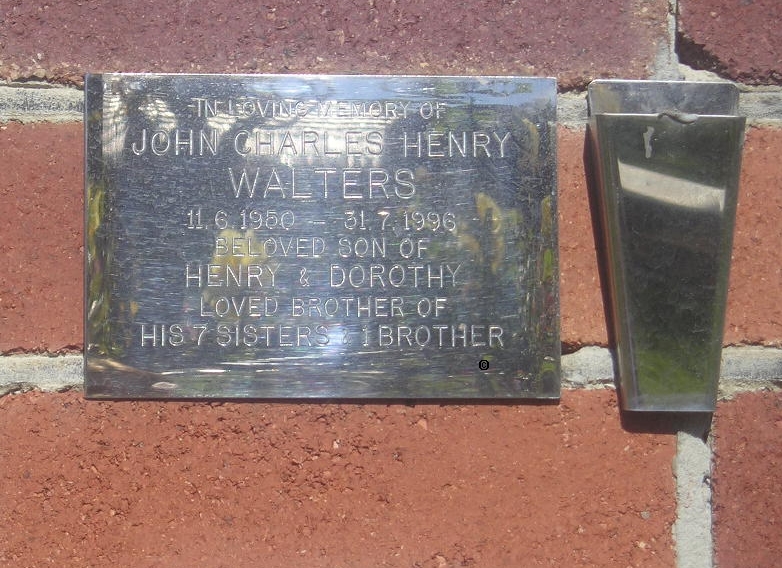 IN LOVING MEMORY OF
JOHN CHARLES HENRY
WALTERS
11.6.1950 – 31.7.1996
BELOVED SON OF
HENRY & DOROTHY
LOVED BROTHER OF
HIS 7 SISTERS & 1 BROTHER